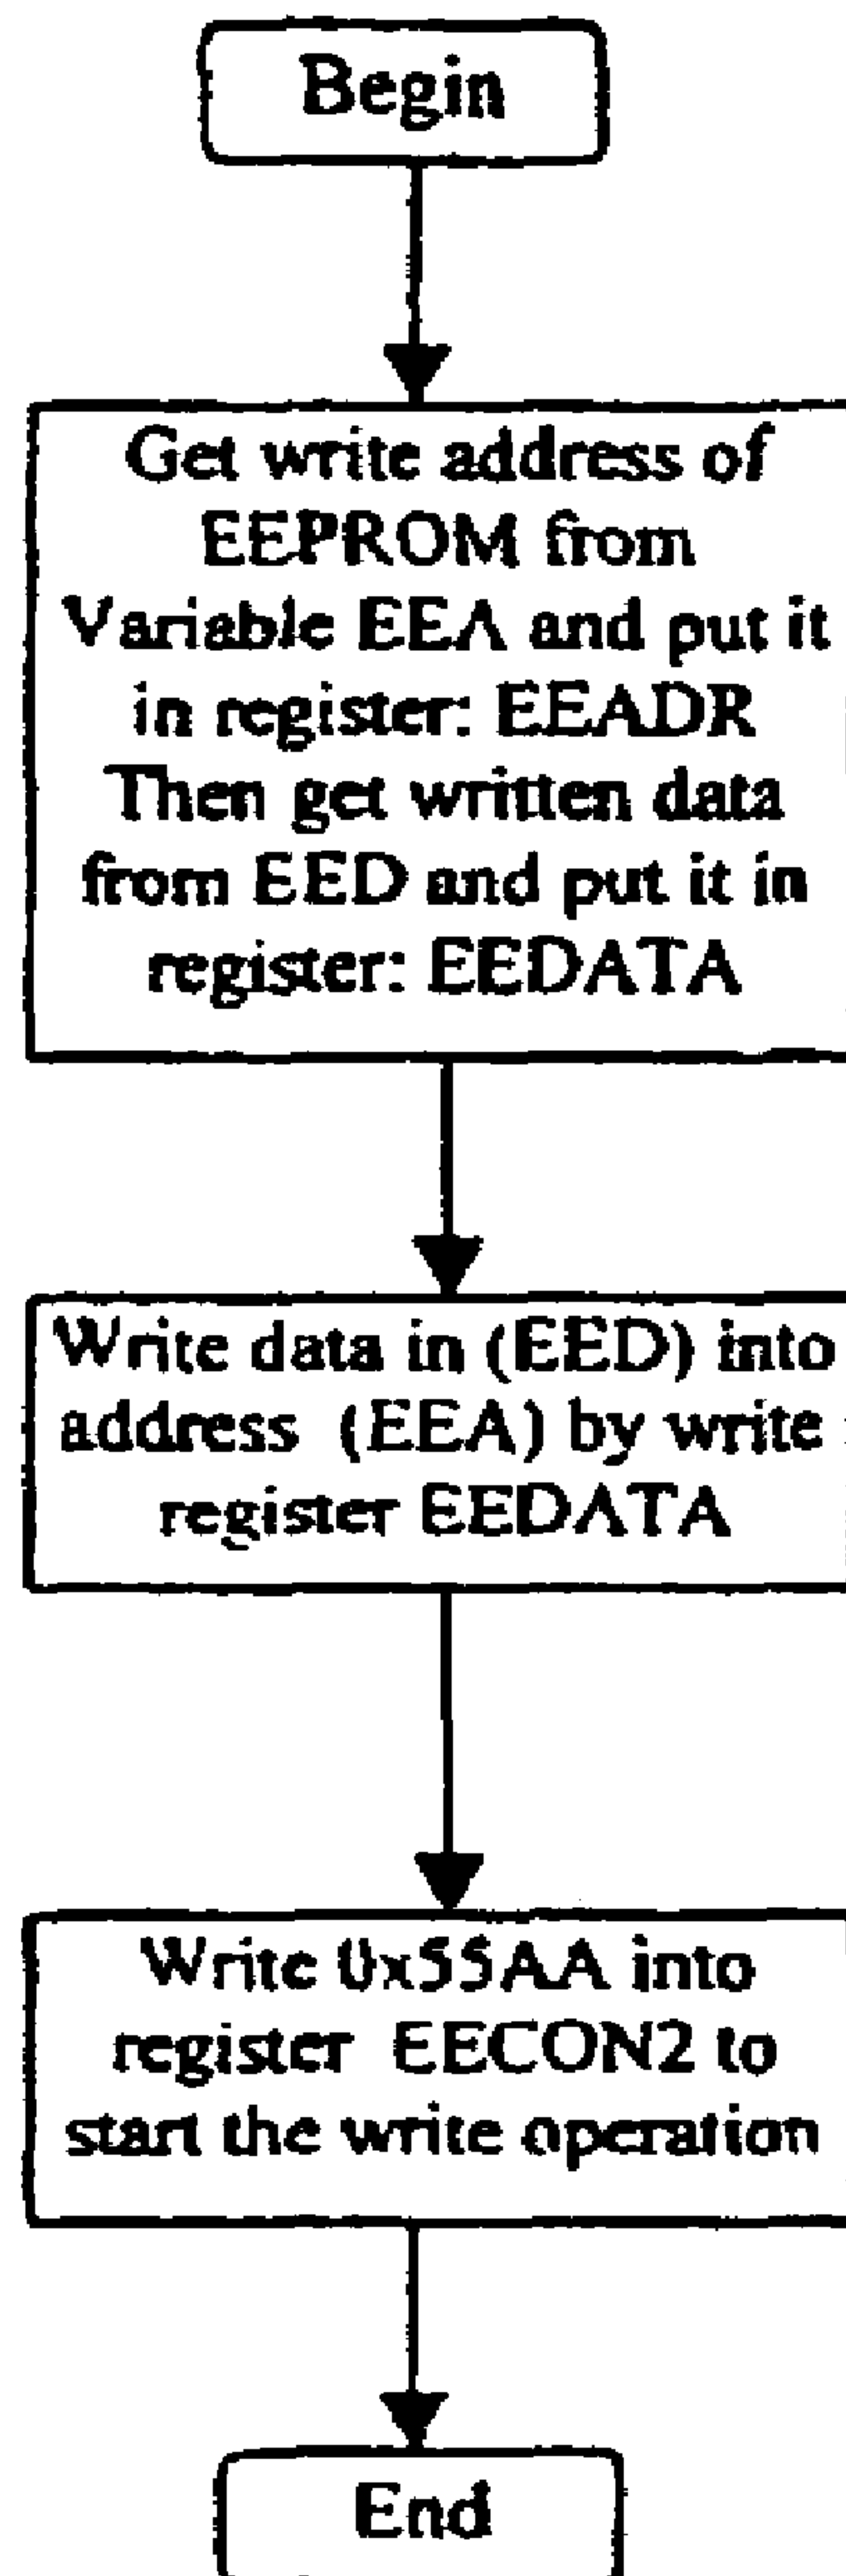 Begin
Get write address of
EEPROM from
Variable EEA and put it
in register: EEADR
Then get written data
from EED and put it in
register: EEDATA
Write data in (EED) into
address (EEA) by write
register EEDATA
Write 0x55AA into
register EECON2 to
start the write operation
End